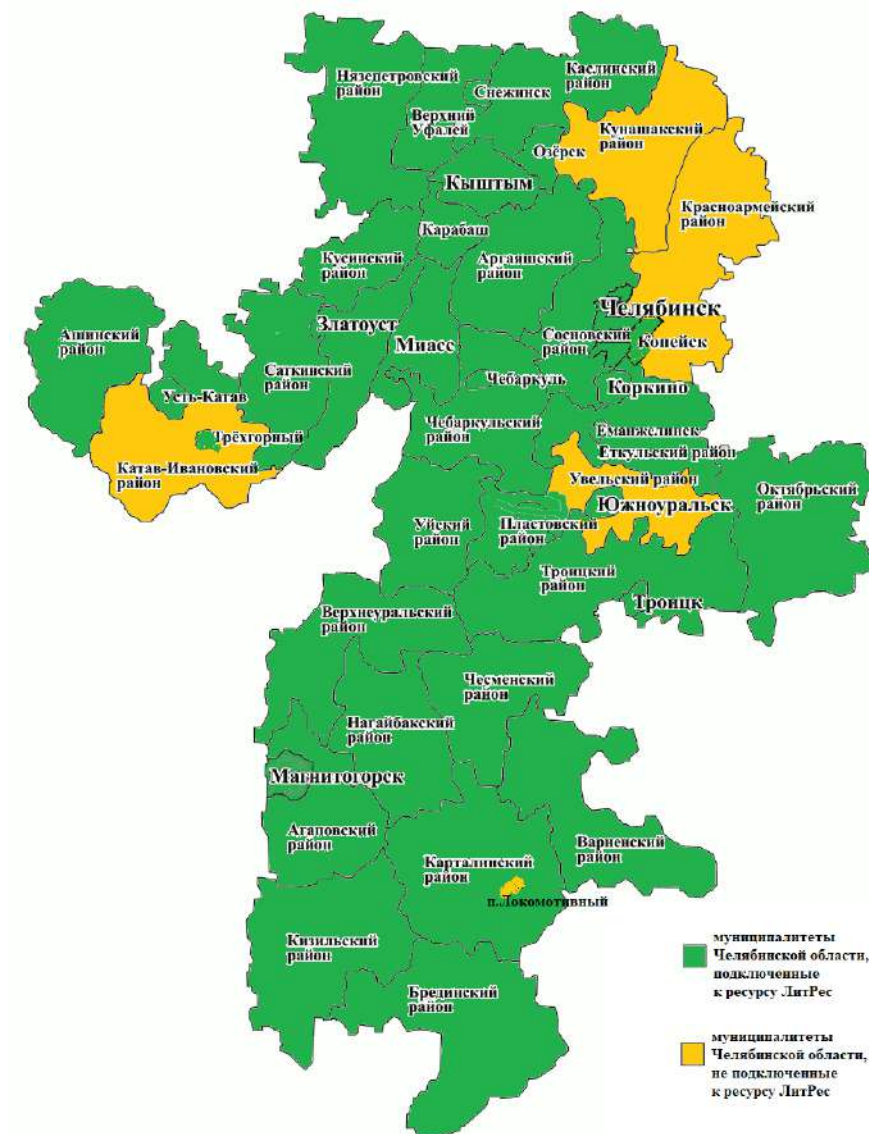 Нязепетровский
район
Каслинский
район
Снежинск
Верхний
Уфалей
Кунашакский
район
Озёрск
Кыштым
Красноармейский
район
Карабаш
Аргаяшский
район
Кусинский
район
Челябинск
Златоуст
Миасс
Сосновский
район
Копейск
Ашинский
район
Саткинский
район
Чебаркуль
Коркино
Усть-Катав
Чебаркульский
район
Еманжелинск
Трёхгорный
Еткульский район
Катав-Ивановский
район
Увельский район
Октябрьский
район
Южноуральск
Уйский
район
Пластовский
район
Троицкий
район
Троицк
Верхнеуральский
район
Чесменский
район
Нагайбакский
район
Магнитогорск
Агаповский
район
Варненский
район
Карталинский
район
п.Локомотивный
Кизильский
район
Брединский
район
муниципалитеты
Челябинской области,
подключенные
к ресурсу ЛитРес
муниципалитеты
Челябинской области,
не подключенные
к ресурсу ЛитРес